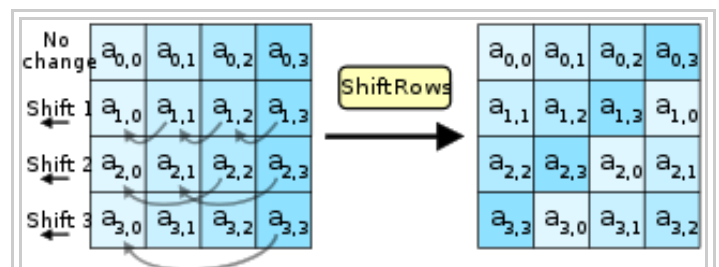 No change a0,0 a0,1 a0,2 a0,3
Shift 1 a1,0 a1,1 a1,2 a1,3
Shift 2 a2,0 a2,1 a2,2 a2,3
Shift 3 a3,0 a3,1 a3,2 a3,3
ShiftRows
a0,0 a0,1 a0,2 a0,3
a1,1 a1,2 a1,3 a1,0
a2,2 a2,3 a2,0 a2,1
a3,3 a3,0 a3,1 a3,2